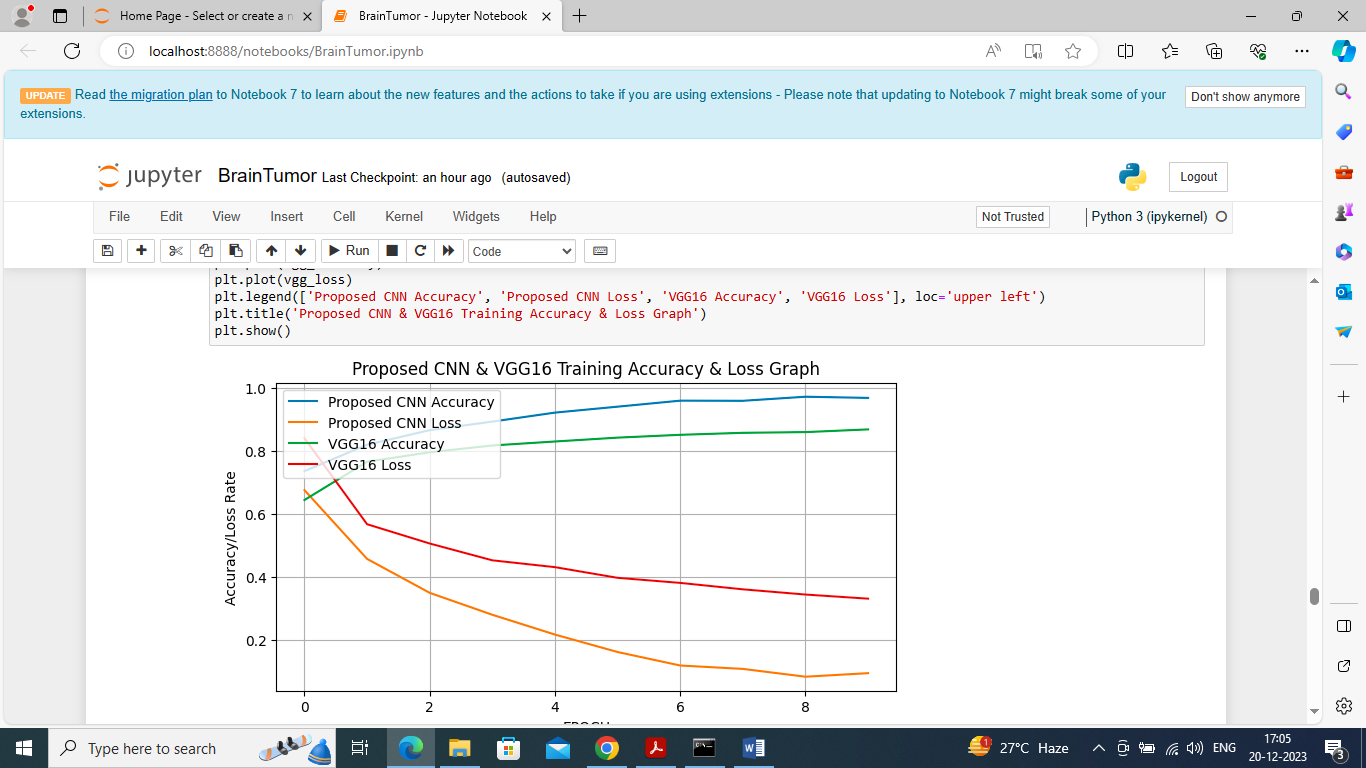 Home Page - Select or create a n
BrainTumor - Jupyter Notebook
localhost:8888/notebooks/BrainTumor.ipynb
UPDATE Read the migration plan to Notebook 7 to learn about the new features and the actions to take if you are using extensions - Please note that updating to Notebook 7 might break some of your
extensions.
Don't show anymore
jupyter BrainTumor Last Checkpoint: an hour ago (autosaved)
Logout
File Edit View Insert Cell Kernel Widgets Help
Not Trusted
Python 3 (ipykernel)
Run
Code
plt.plot(vgg_loss)
plt.legend(['Proposed CNN Accuracy', 'Proposed CNN Loss', 'VGG16 Accuracy', 'VGG16 Loss'], loc='upper left')
plt.title('Proposed CNN & VGG16 Training Accuracy & Loss Graph')
plt.show()
Proposed CNN & VGG16 Training Accuracy & Loss Graph
Proposed CNN Accuracy
Proposed CNN Loss
VGG16 Accuracy
VGG16 Loss
Accuracy/Loss Rate
1.0
0.8
0.6
0.4
0.2
0 2 4 6 8
Type here to search
1
27°C Haze
ENG
17:05
20-12-2023
3